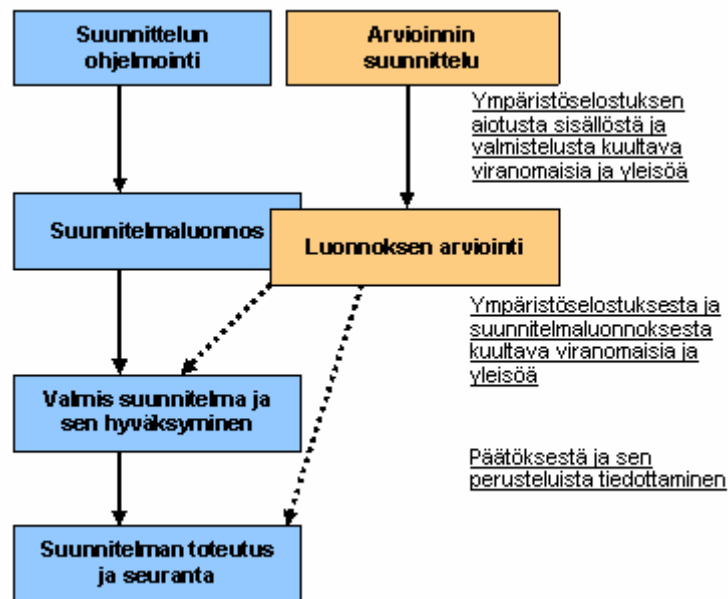 Suunnittelun
ohjelmointi
Arvioinnin
suunnittelu
Ympäristöselostuksen
aiotusta sisällöstä ja
valmistelusta kuultava
viranomaisia ja yleisöä
Suunnitelmaluonnos
Luonnoksen arviointi
Ympäristöselostuksesta ja
suunnitelmaluonnoksesta
kuultava viranomaisia ja
yleisöä
Valmis suunnitelma ja
sen hyväksyminen
Päätöksestä ja sen
perusteluista tiedottaminen
Suunnitelman toteutus
ja seuranta